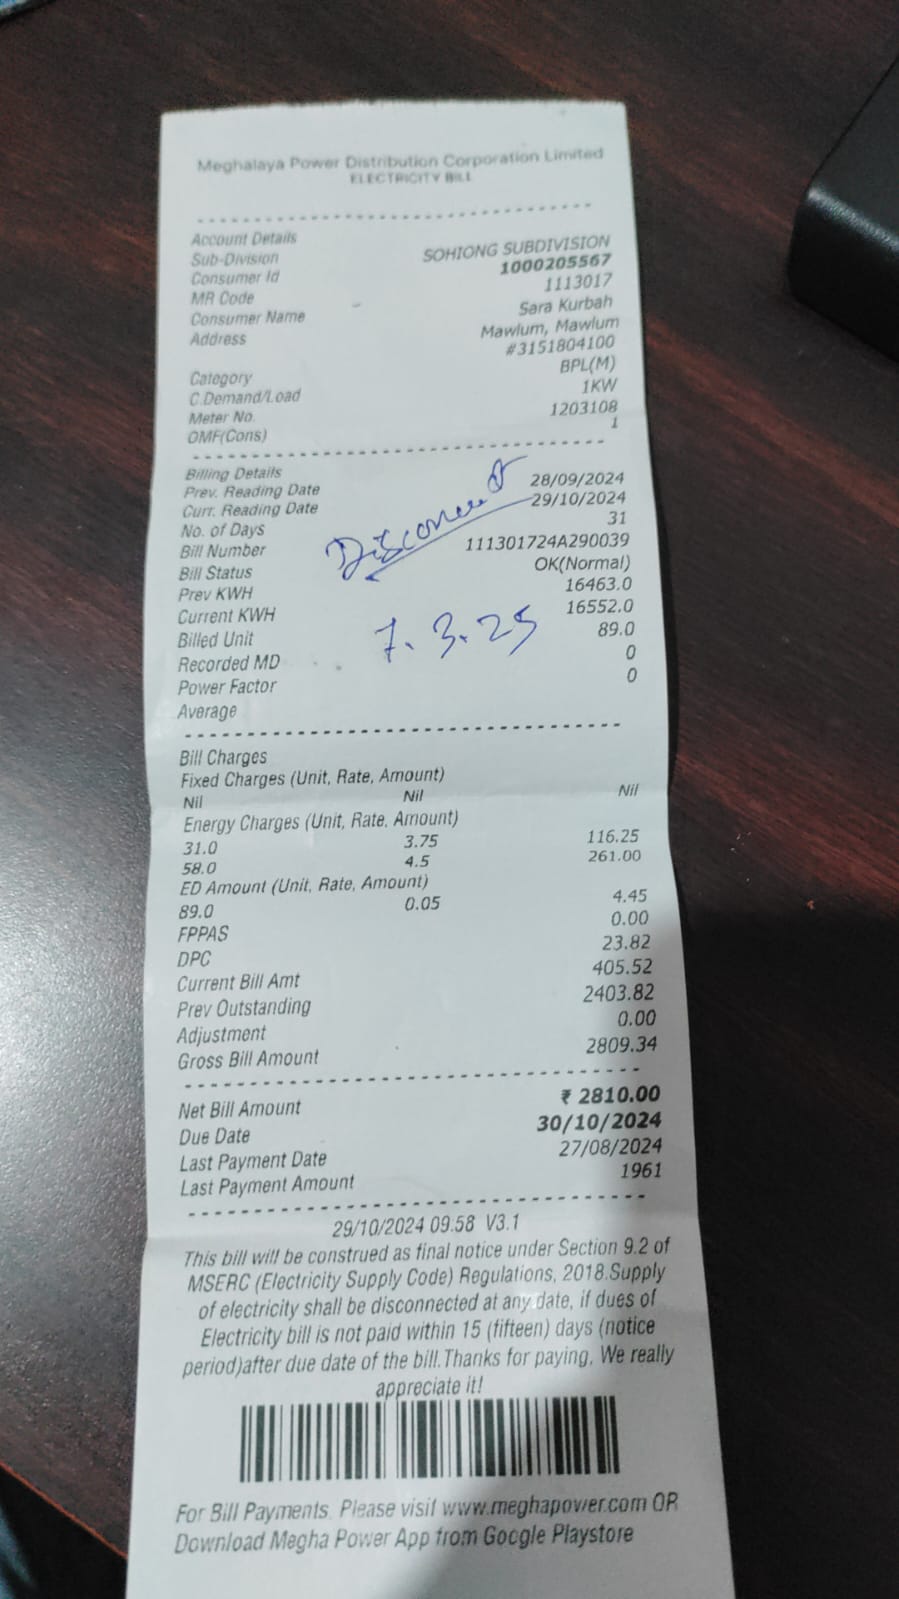 Meghalaya Power Distribution Corporation Limited
ELECTRICITY BILL
Account Details
Sub-Division SOHIONG SUBDIVISION
Consumer Id 1000205567
MR Code 1113017
Consumer Name Sara Kurbah
Address Mawlum, Mawlum
#3151804100
Category BPL(M)
C.Demand/Load 1KW
Meter No. 1203108
OMF(Cons) 1
Billing Details
Prev. Reading Date 28/09/2024
Curr. Reading Date 29/10/2024
No. of Days 31
Bill Number 111301724A290039
Bill Status OK(Normal)
Prev KWH 16463.0
Current KWH 16552.0
Billed Unit 89.0
Recorded MD 0
Power Factor 0
Average
Disconnect
7.3.25
Bill Charges
Fixed Charges (Unit, Rate, Amount)
Nil Nil Nil
Energy Charges (Unit, Rate, Amount)
31.0 3.75 116.25
58.0 4.5 261.00
ED Amount (Unit, Rate, Amount)
89.0 0.05 4.45
FPPAS 0.00
DPC 23.82
Current Bill Amt 405.52
Prev Outstanding 2403.82
Adjustment 0.00
Gross Bill Amount 2809.34
Net Bill Amount ₹ 2810.00
Due Date 30/10/2024
Last Payment Date 27/08/2024
Last Payment Amount 1961
29/10/2024 09:58 V3.1
This bill will be construed as final notice under Section 9.2 of
MSERC (Electricity Supply Code) Regulations, 2018.Supply
of electricity shall be disconnected at any date, if dues of
Electricity bill is not paid within 15 (fifteen) days (notice
period)after due date of the bill.Thanks for paying, We really
appreciate it!
For Bill Payments, Please visit www.meghapower.com OR
Download Megha Power App from Google Playstore